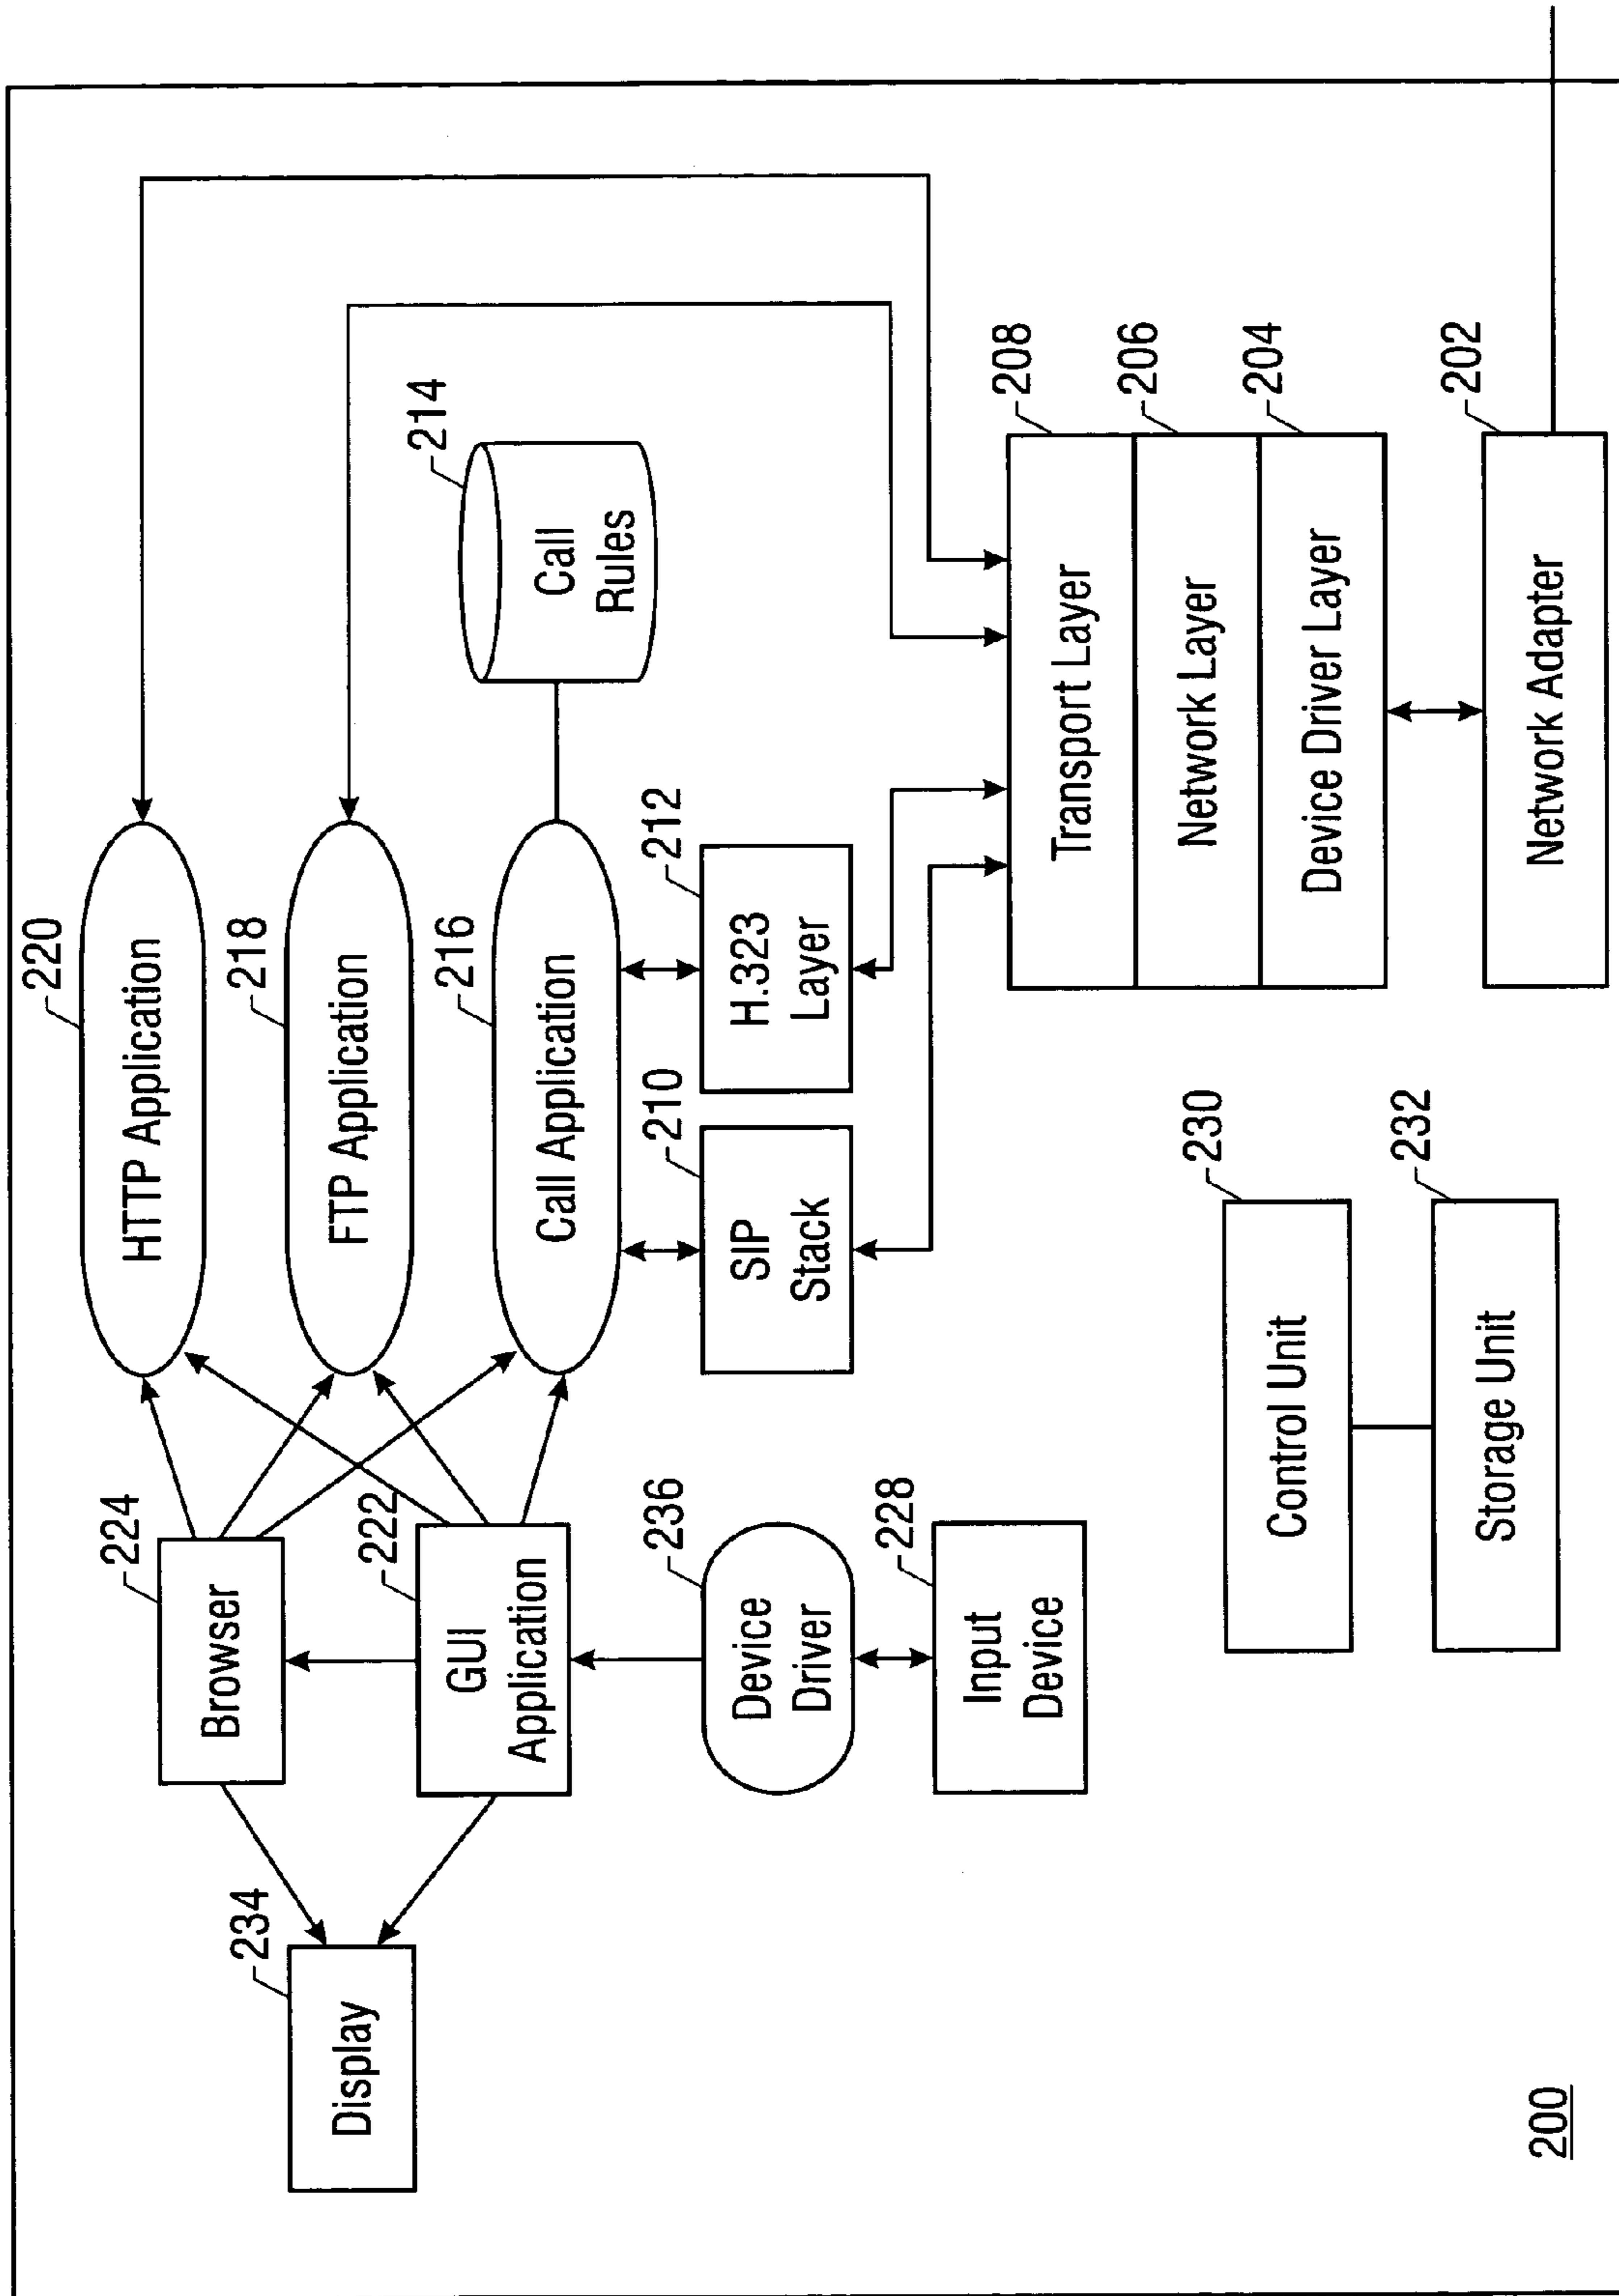 220
HTTP Application
218
FTP Application
216
Call Application
214
Call
Rules
224
Browser
222
GUI
Application
234
Display
210
SIP
Stack
212
H.323
Layer
236
Device
Driver
228
Input
Device
208
Transport Layer
206
Network Layer
204
Device Driver Layer
202
Network Adapter
230
Control Unit
232
Storage Unit
200